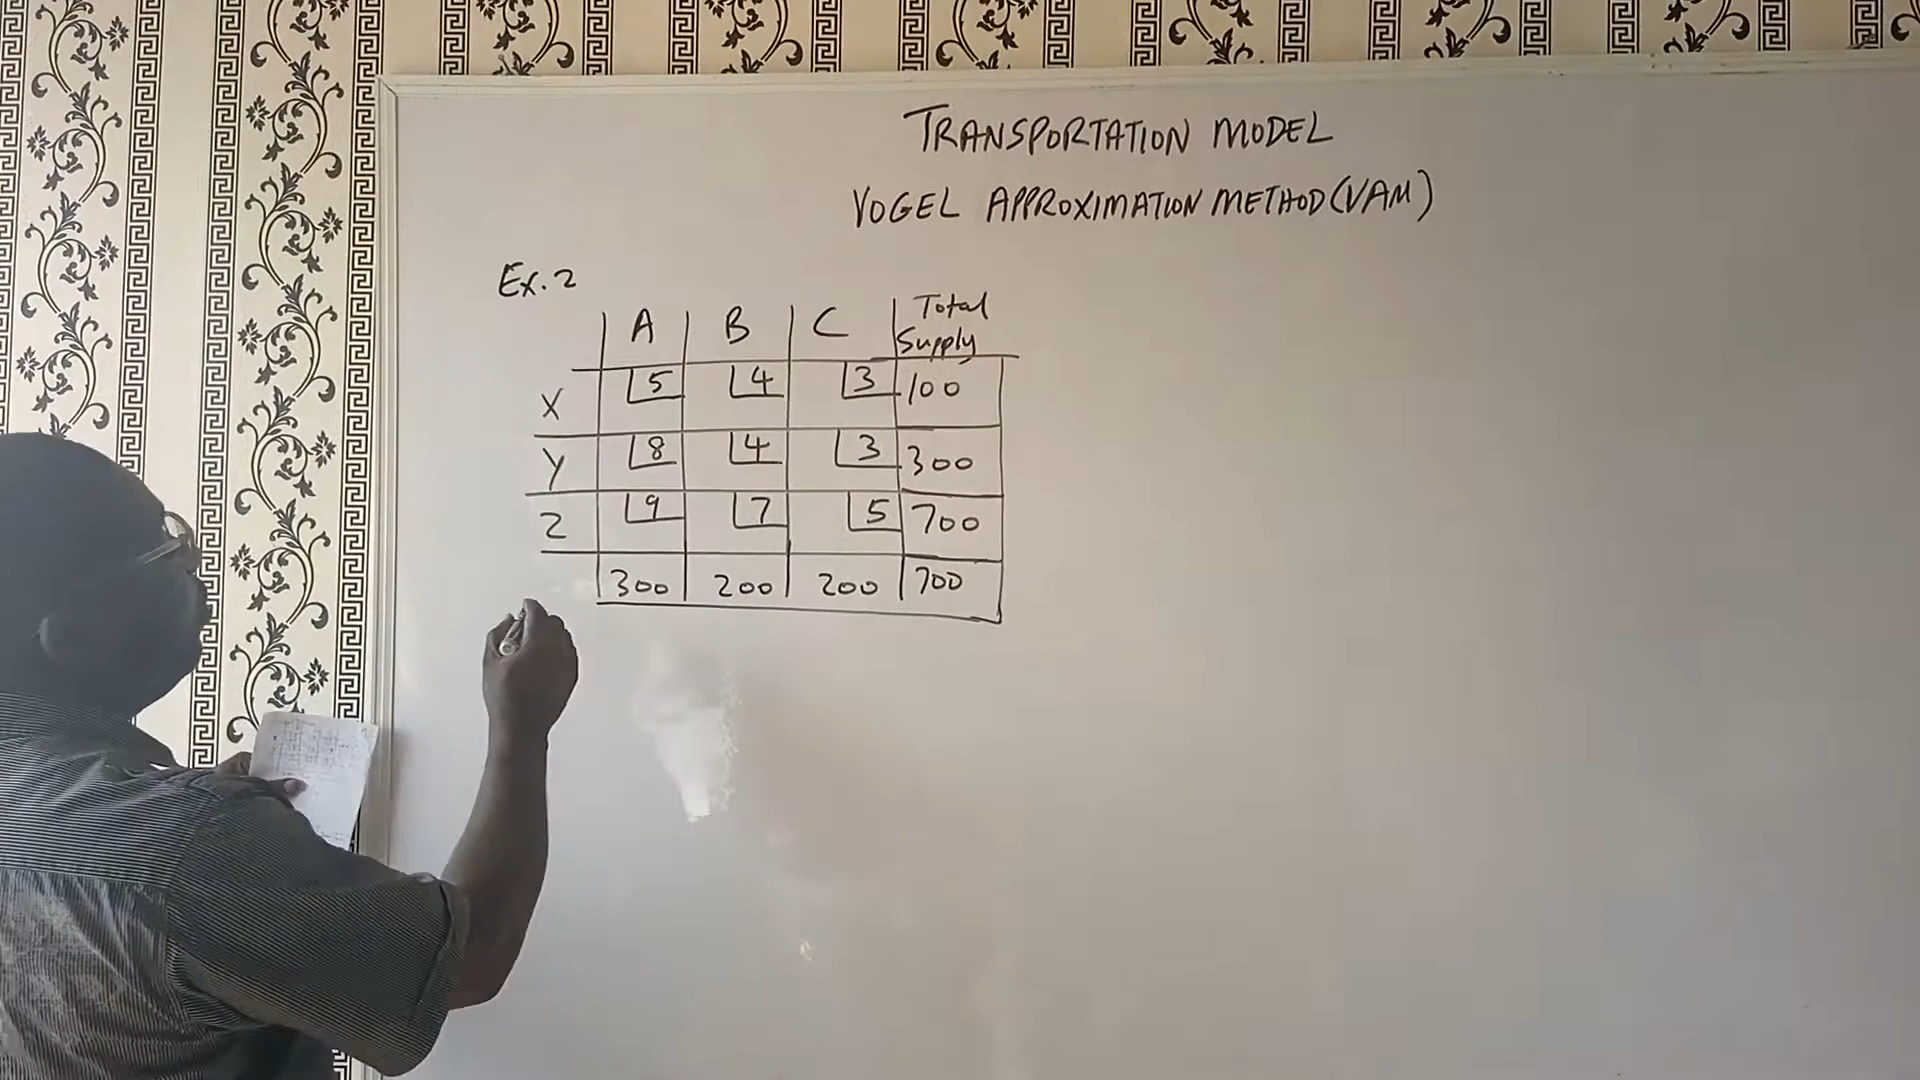 TRANSPORTATION MODEL
VOGEL APPROXIMATION METHOD (VAM)
Ex. 2
A B C Total Supply
X 5 4 3 100
Y 8 4 3 300
Z 9 7 5 700
300 200 200 700